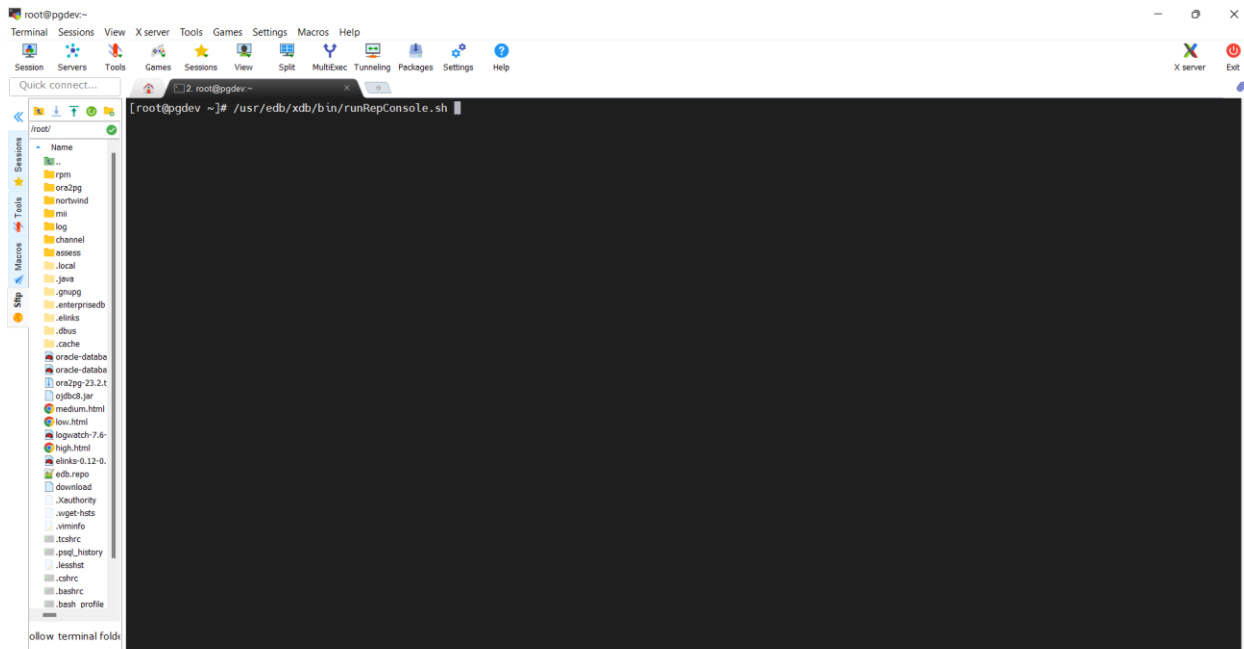 root@pgdev:~
Terminal Sessions View X server Tools Games Settings Macros Help
Session Servers Tools Games Sessions View Split MultiExec Tunneling Packages Settings Help X server Exit
Quick connect...
2. root@pgdev:~
[root@pgdev ~]# /usr/edb/xdb/bin/runRepConsole.sh
/root/
Name
..
rpm
ora2pg
nortwind
mii
log
channel
assess
.local
.java
.gnupg
.enterprisedb
.elinks
.dbus
.cache
oracle-databa
oracle-databa
ora2pg-23.2.t
ojdbc8.jar
medium.html
low.html
logwatch-7.6-
high.html
elinks-0.12-0.
edb.repo
download
.Xauthority
.wget-hsts
.viminfo
.tcshrc
.psql_history
.lesshst
.cshrc
.bashrc
.bash_profile
ollow terminal folde
Sessions
Tools
Macros
Sftp